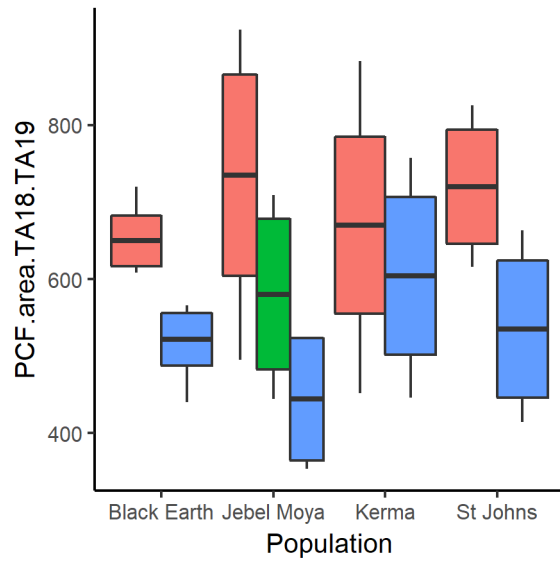 PCF.area.TA18.TA19
800
600
400
Black Earth Jebel Moya Kerma St Johns
Population